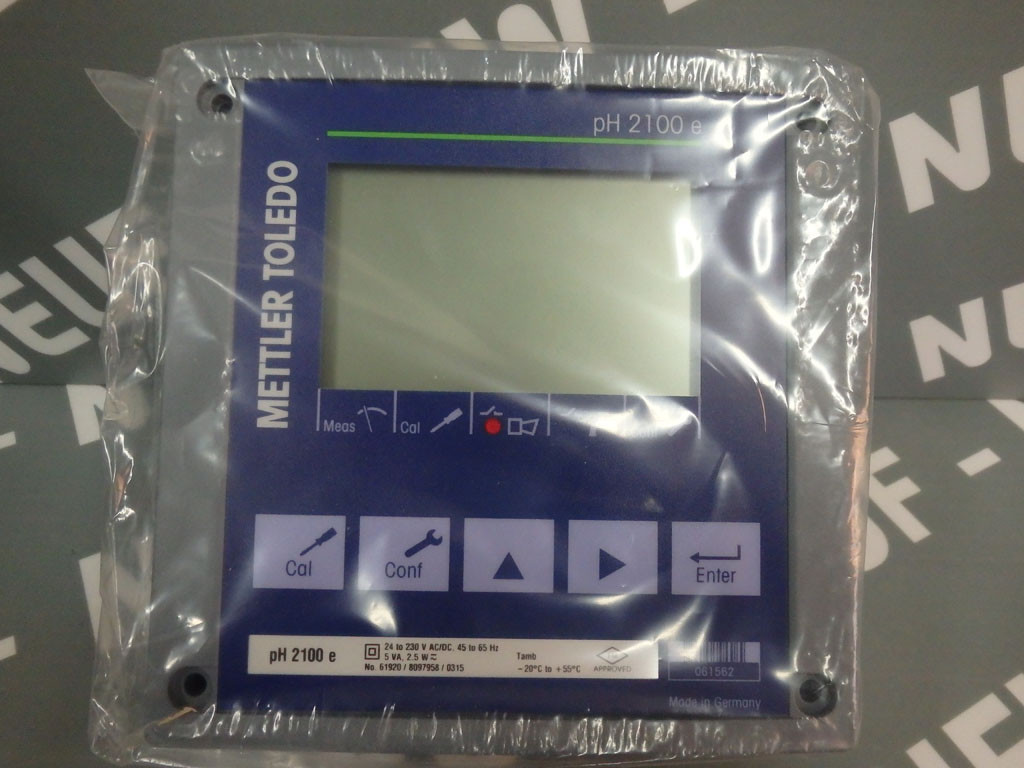 pH 2100 e
METTLER TOLEDO
Meas
Cal
Cal
Conf
Enter
pH 2100 e
24 to 230 V AC/DC. 45 to 65 Hz
5 VA, 2.5 W
No. 61920 / 8097958 / 0315
Tamb
-20°C to +55°C
APPROVED
061562
Made in Germany